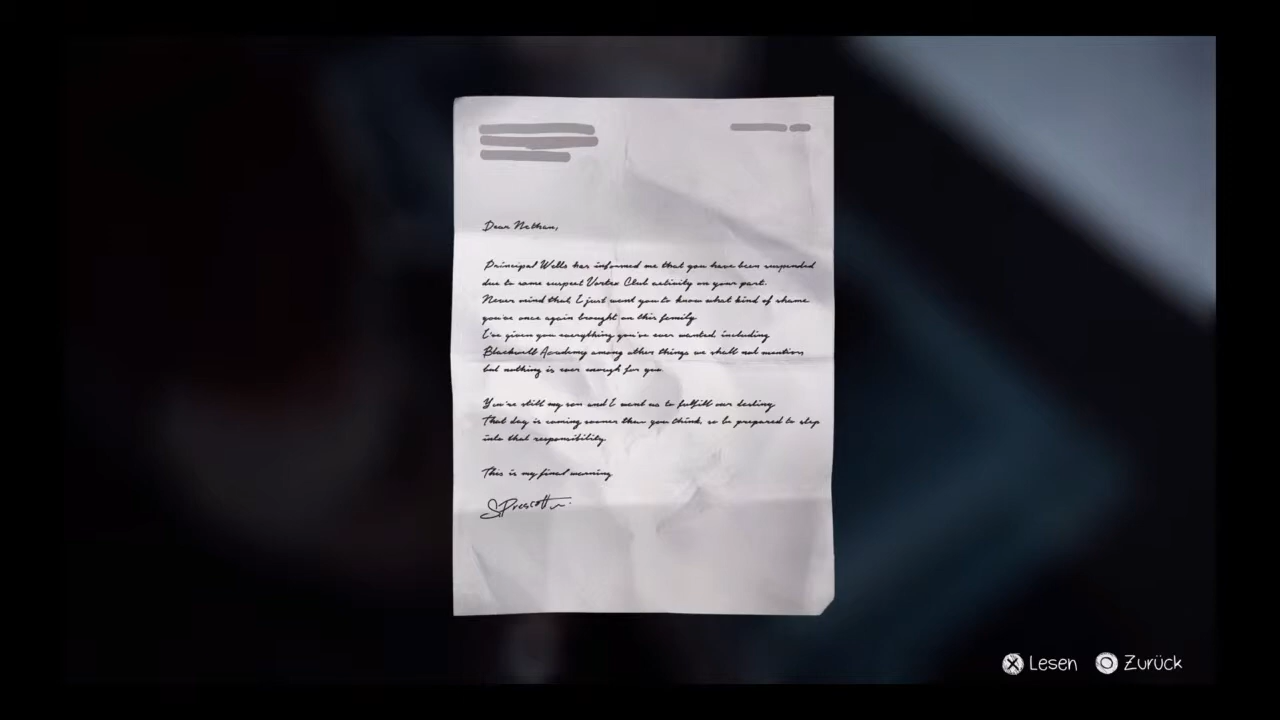 Dear Nathan,
Principal Wells has informed me that you have been suspended
due to some suspect Vortex Club activity on your part.
Never mind that, I just want you to know what kind of shame
you've once again brought on this family
I've given you everything you've ever wanted including
Blackwell Academy among other things we shall not mention
but nothing is ever enough for you.
You're still my son and I want us to fulfill our destiny
That day is coming sooner than you think, so be prepared to step
into that responsibility.
This is my final warning
SPrescott
Lesen
Zurück